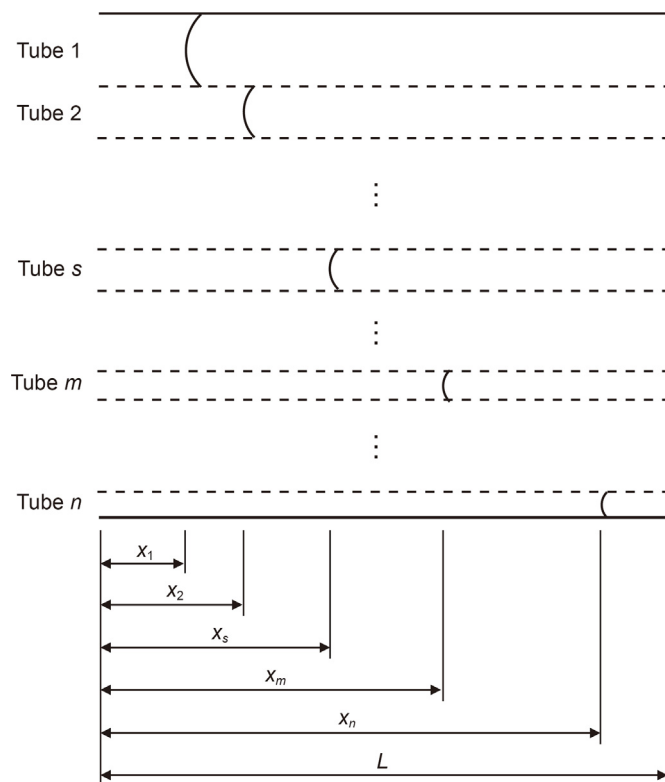 Tube 1
Tube 2
⋮
Tube s
⋮
Tube m
⋮
Tube n
x₁
x₂
xₛ
xₘ
xₙ
L